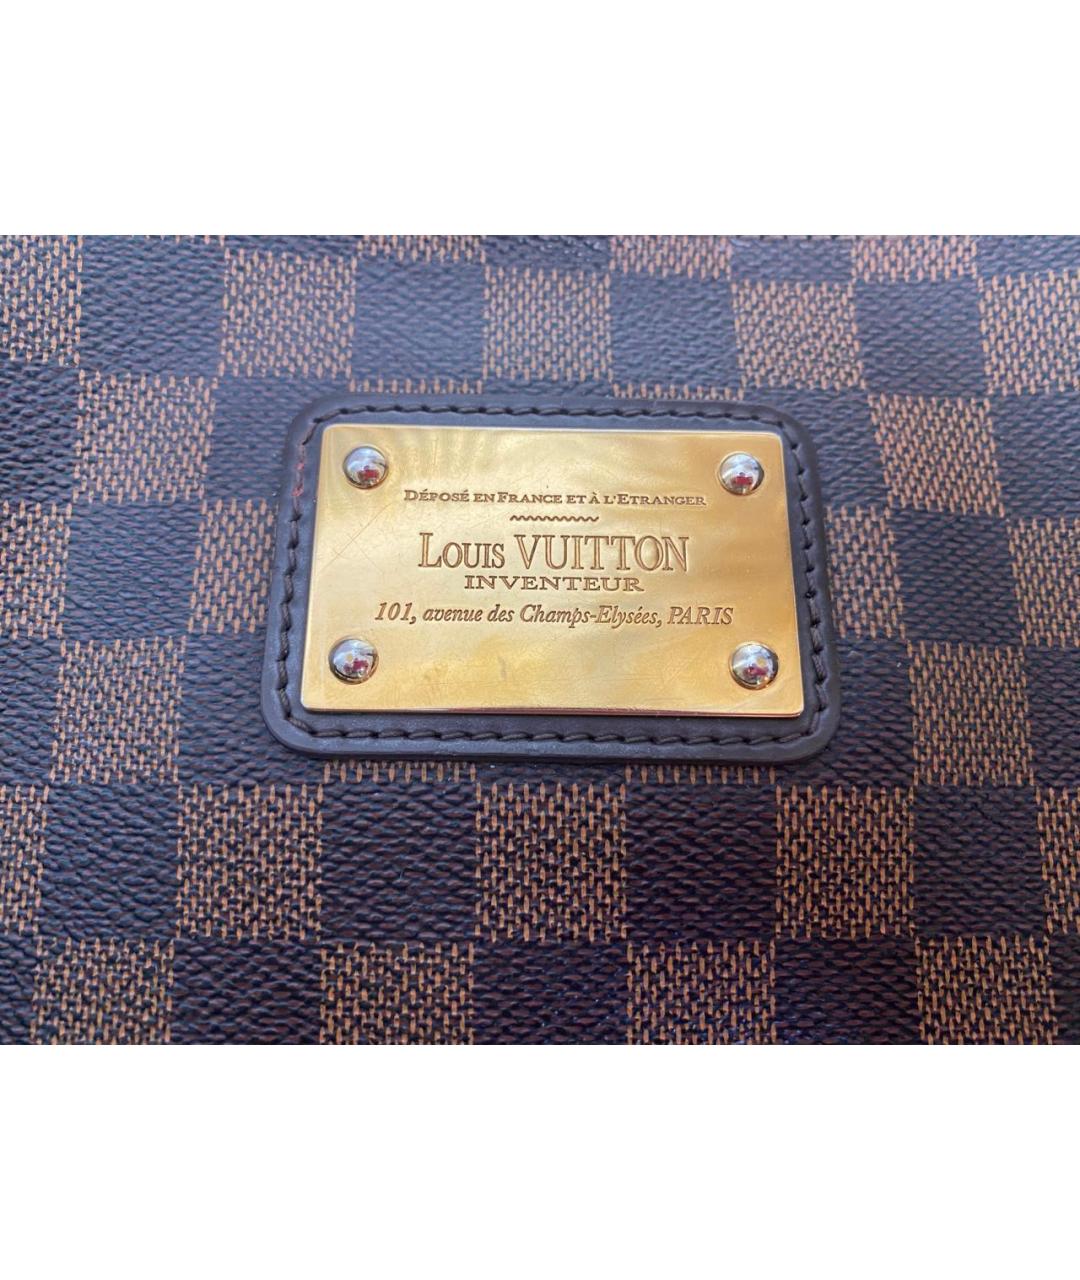 DÉPOSÉ EN FRANCE ET À L'ETRANGER
LOUIS VUITTON
INVENTEUR
101, avenue des Champs-Elysées, PARIS